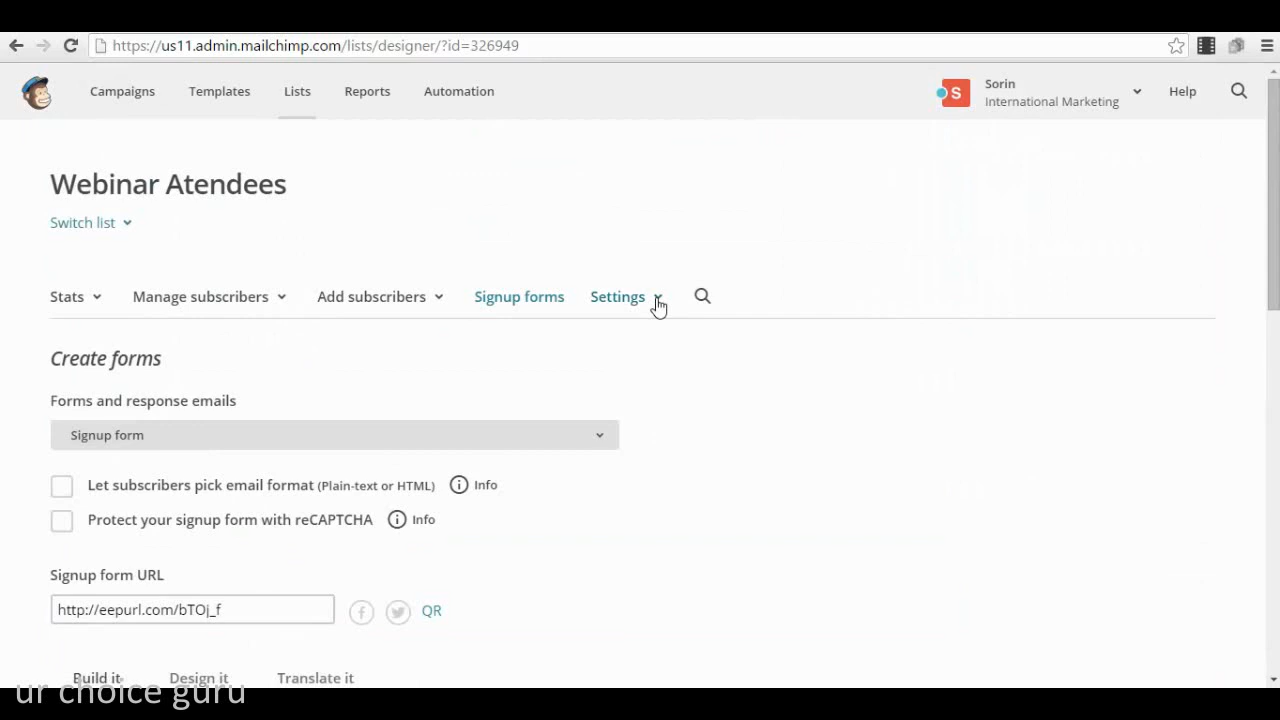 https://us11.admin.mailchimp.com/lists/designer/?id=326949
Campaigns Templates Lists Reports Automation
S
Sorin
International Marketing
Help
Webinar Atendees
Switch list
Stats Manage subscribers Add subscribers Signup forms Settings
Create forms
Forms and response emails
Signup form
Let subscribers pick email format (Plain-text or HTML) Info
Protect your signup form with reCAPTCHA Info
Signup form URL
http://eepurl.com/bTOj_f QR
Build it Design it Translate it
ur choice guru